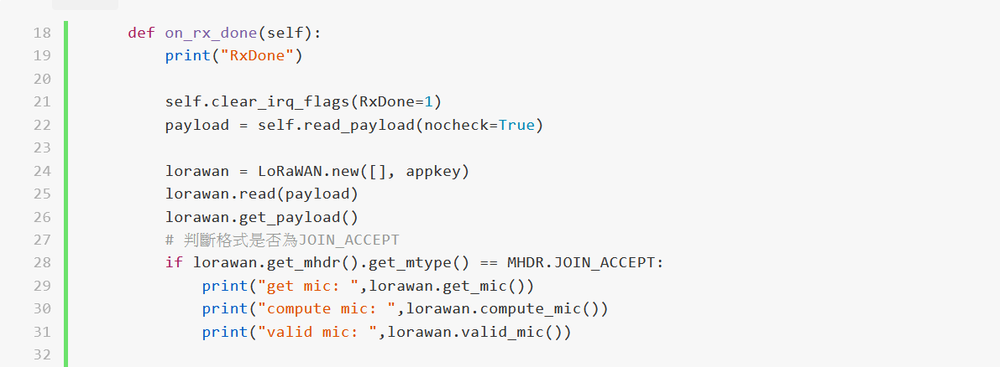 18 def on_rx_done(self):
19 print("RxDone")
20
21 self.clear_irq_flags(RxDone=1)
22 payload = self.read_payload(nocheck=True)
23
24 lorawan = LoRaWAN.new([], appkey)
25 lorawan.read(payload)
26 lorawan.get_payload()
27 # 判斷格式是否為JOIN_ACCEPT
28 if lorawan.get_mhdr().get_mtype() == MHDR.JOIN_ACCEPT:
29 print("get mic: ",lorawan.get_mic())
30 print("compute mic: ",lorawan.compute_mic())
31 print("valid mic: ",lorawan.valid_mic())
32